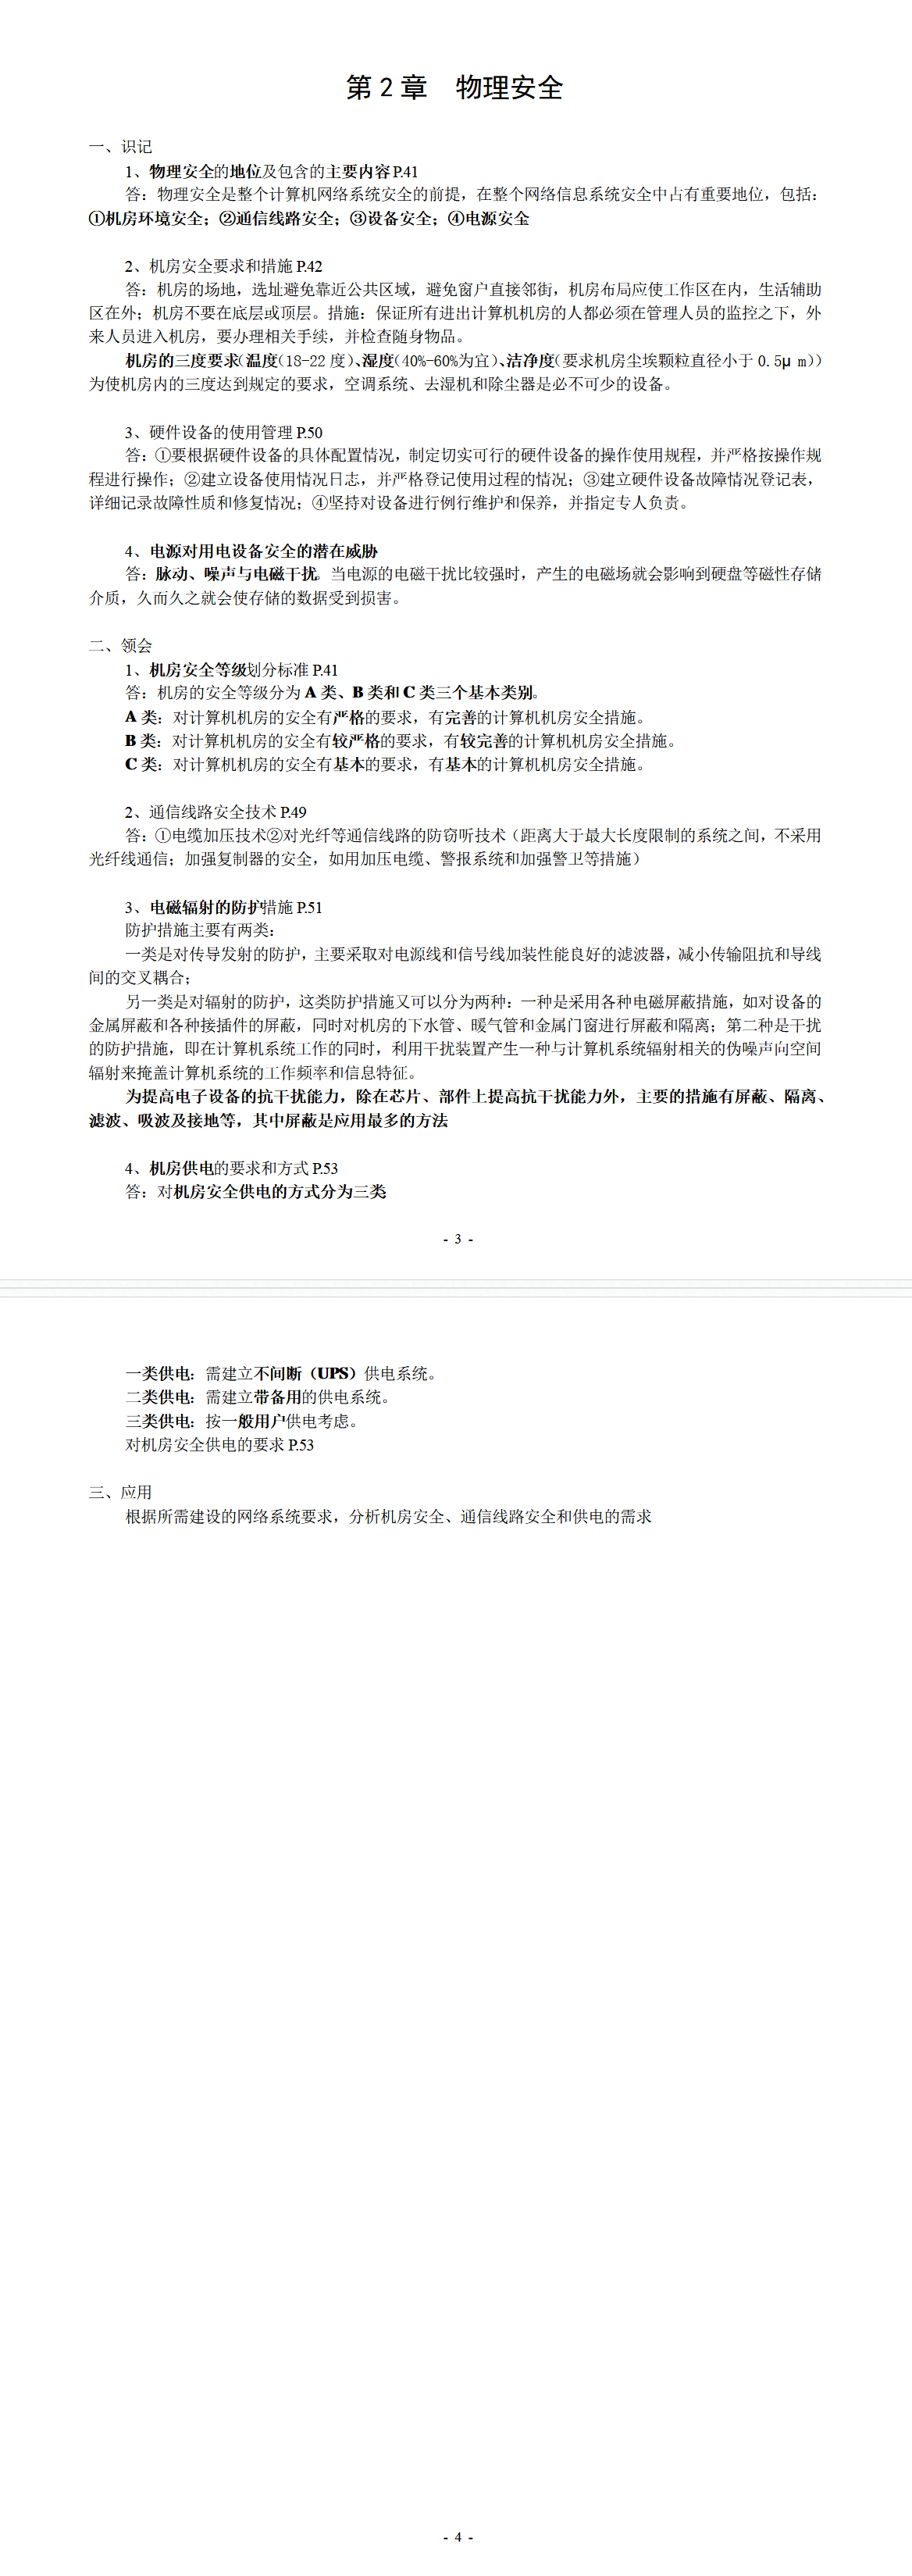 第 2 章 物理安全
一、识记
1、物理安全的地位及包含的主要内容 P.41
答：物理安全是整个计算机网络系统安全的前提，在整个网络信息系统安全中占有重要地位，包括：
①机房环境安全；②通信线路安全；③设备安全；④电源安全
2、机房安全要求和措施 P.42
答：机房的场地，选址避免靠近公共区域，避免窗户直接邻街，机房布局应使工作区在内，生活辅助
区在外；机房不要在底层或顶层。措施：保证所有进出计算机机房的人都必须在管理人员的监控之下，外
来人员进入机房，要办理相关手续，并检查随身物品。
机房的三度要求（温度（18-22 度）、湿度（40%-60%为宜）、洁净度（要求机房尘埃颗粒直径小于 0.5μm））
为使机房内的三度达到规定的要求，空调系统、去湿机和除尘器是必不可少的设备。
3、硬件设备的使用管理 P.50
答：①要根据硬件设备的具体配置情况，制定切实可行的硬件设备的操作使用规程，并严格按操作规
程进行操作；②建立设备使用情况日志，并严格登记使用过程的情况；③建立硬件设备故障情况登记表，
详细记录故障性质和修复情况；④坚持对设备进行例行维护和保养，并指定专人负责。
4、电源对用电设备安全的潜在威胁
答：脉动、噪声与电磁干扰。当电源的电磁干扰比较强时，产生的电磁场就会影响到硬盘等磁性存储
介质，久而久之就会使存储的数据受到损害。
二、领会
1、机房安全等级划分标准 P.41
答：机房的安全等级分为 A 类、B 类和 C 类三个基本类别。
A 类：对计算机机房的安全有严格的要求，有完善的计算机机房安全措施。
B 类：对计算机机房的安全有较严格的要求，有较完善的计算机机房安全措施。
C 类：对计算机机房的安全有基本的要求，有基本的计算机机房安全措施。
2、通信线路安全技术 P.49
答：①电缆加压技术②对光纤等通信线路的防窃听技术（距离大于最大长度限制的系统之间，不采用
光纤线通信；加强复制器的安全，如用加压电缆、警报系统和加强警卫等措施）
3、电磁辐射的防护措施 P.51
防护措施主要有两类：
一类是对传导发射的防护，主要采取对电源线和信号线加装性能良好的滤波器，减小传输阻抗和导线
间的交叉耦合；
另一类是对辐射的防护，这类防护措施又可以分为两种：一种是采用各种电磁屏蔽措施，如对设备的
金属屏蔽和各种接插件的屏蔽，同时对机房的下水管、暖气管和金属门窗进行屏蔽和隔离；第二种是干扰
的防护措施，即在计算机系统工作的同时，利用干扰装置产生一种与计算机系统辐射相关的伪噪声向空间
辐射来掩盖计算机系统的工作频率和信息特征。
为提高电子设备的抗干扰能力，除在芯片、部件上提高抗干扰能力外，主要的措施有屏蔽、隔离、
滤波、吸波及接地等，其中屏蔽是应用最多的方法
4、机房供电的要求和方式 P.53
答：对机房安全供电的方式分为三类
- 3 -
一类供电：需建立不间断（UPS）供电系统。
二类供电：需建立带备用的供电系统。
三类供电：按一般用户供电考虑。
对机房安全供电的要求 P.53
三、应用
根据所需建设的网络系统要求，分析机房安全、通信线路安全和供电的需求
- 4 -